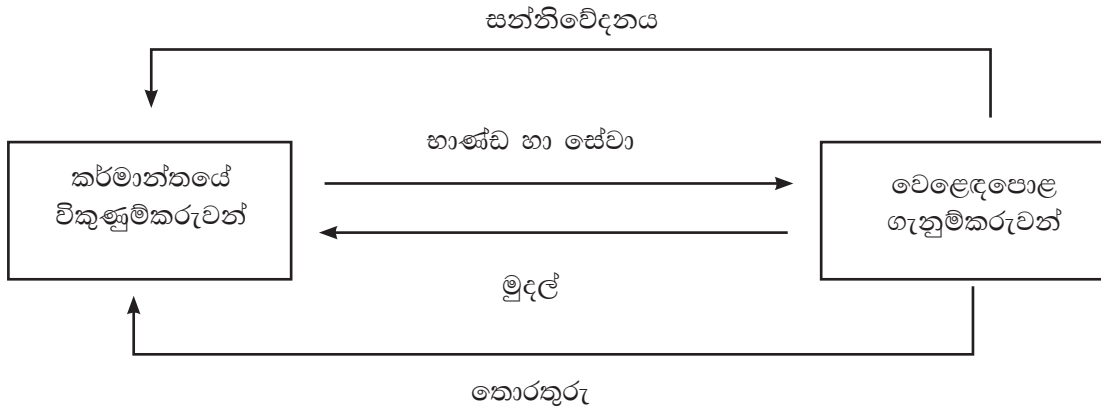 සන්නිවේදනය
භාණ්ඩ හා සේවා
කර්මාන්තයේ
විකුණුම්කරුවන්
වෙළෙඳපොළ
ගැනුම්කරුවන්
මුදල්
තොරතුරු